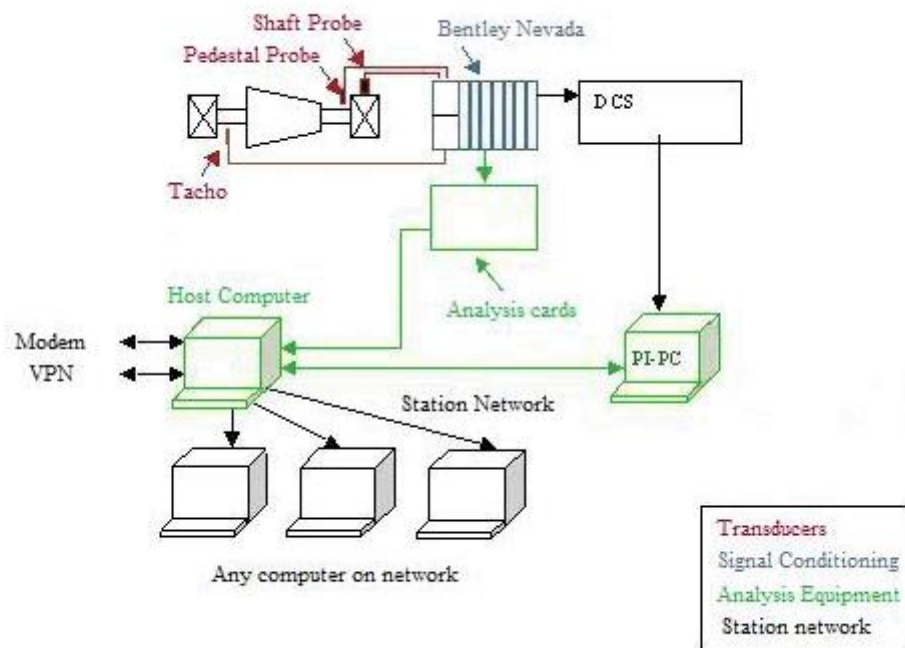 Shaft Probe
Bentley Nevada
Pedestal Probe
DCS
Tacho
Host Computer
Analysis cards
Modem
VPN
PI-PC
Station Network
Any computer on network
Transducers
Signal Conditioning
Analysis Equipment
Station network